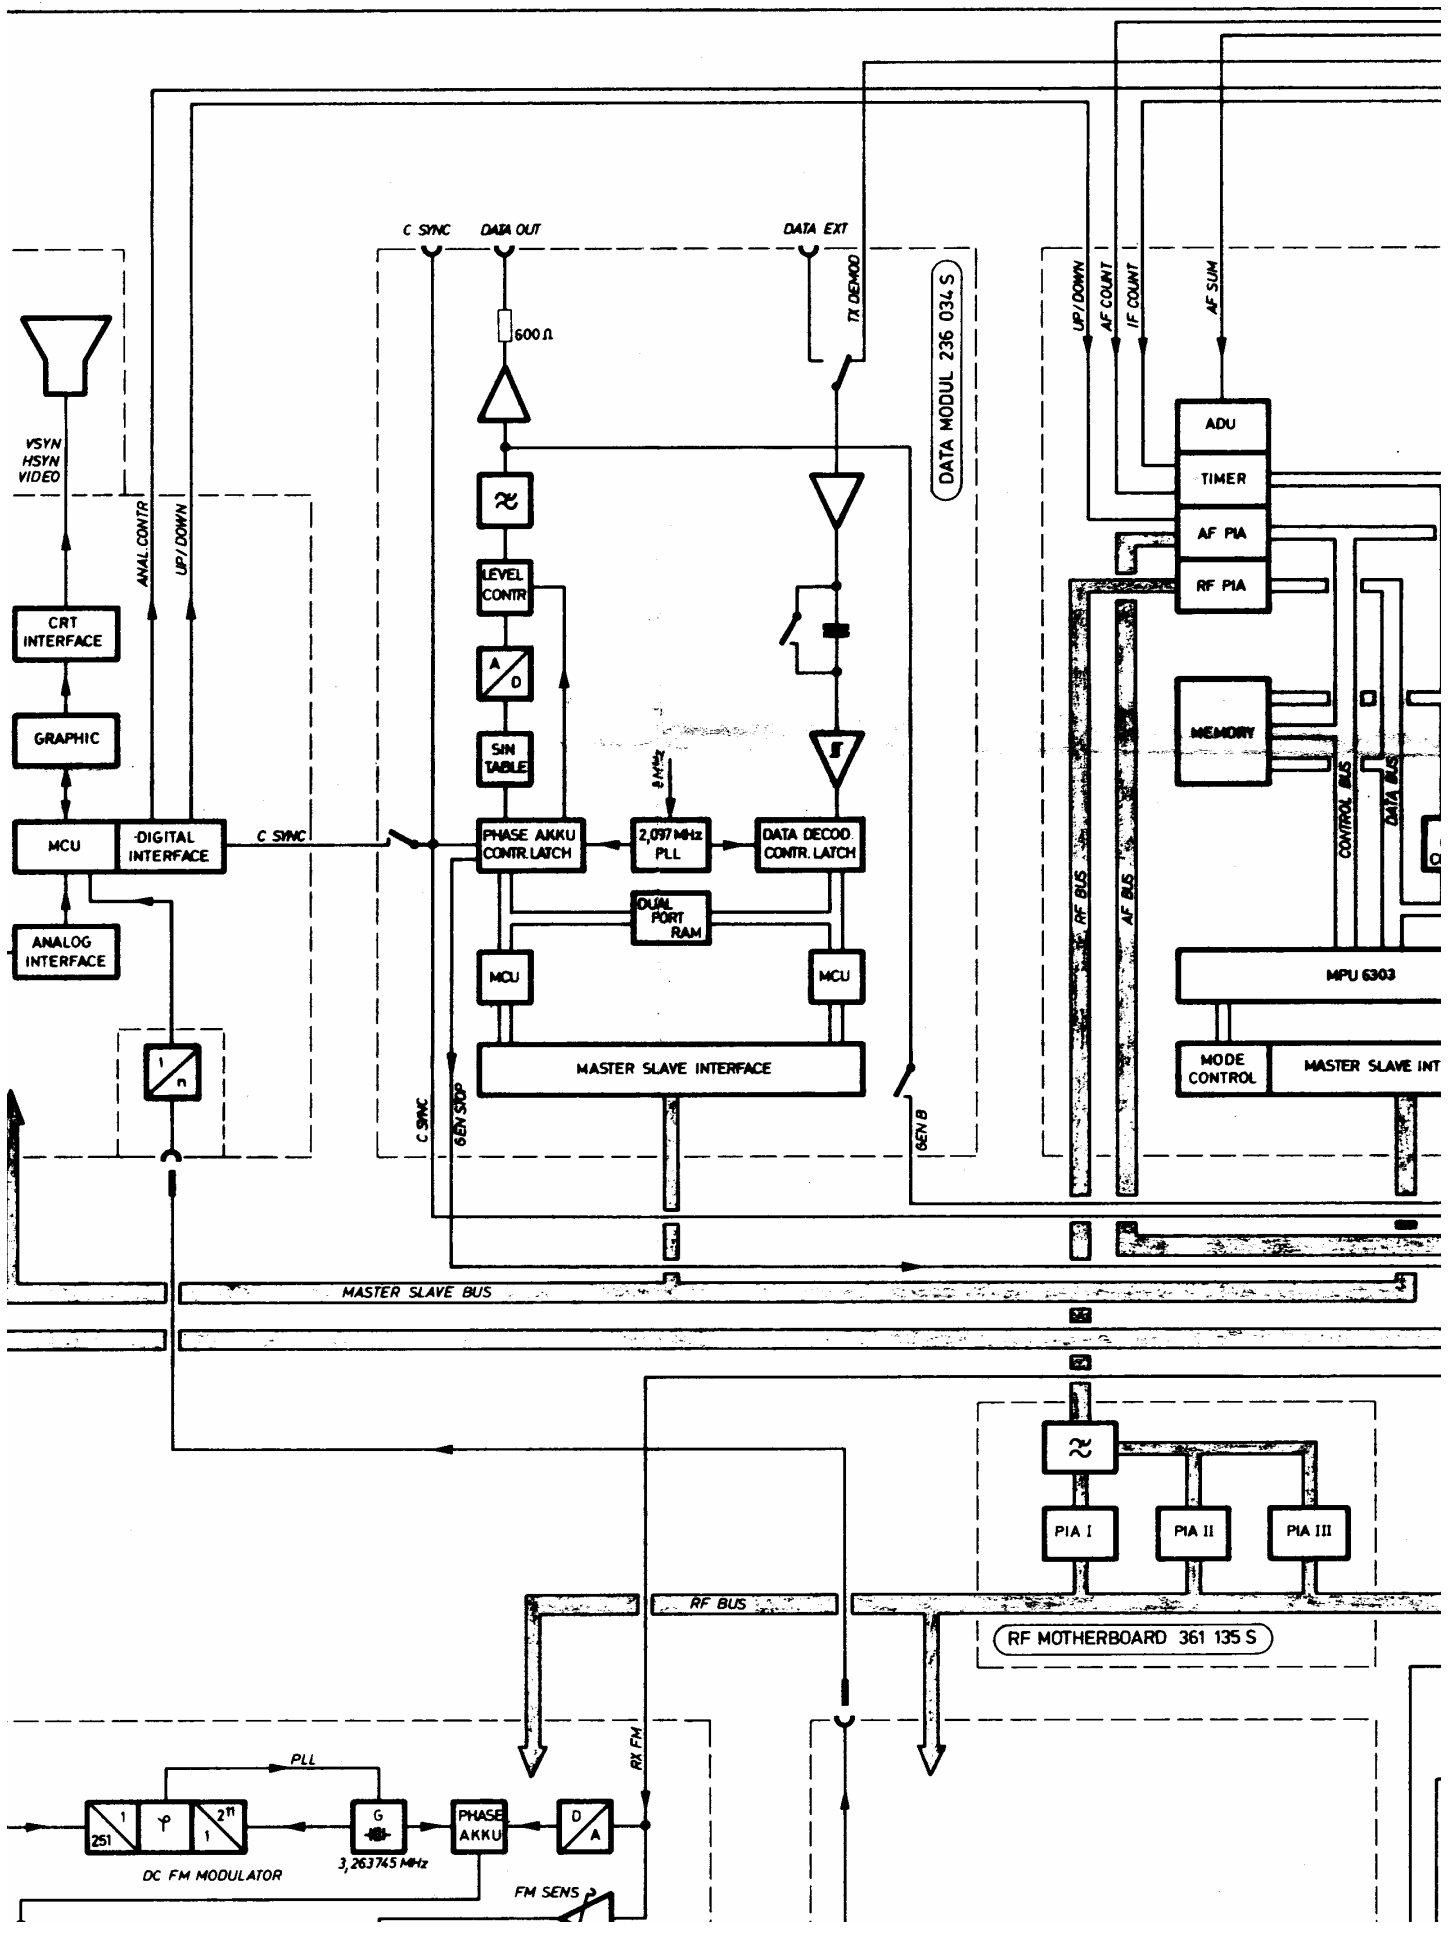 C SYNC
DATA OUT
DATA EXT
TX DEMOD
DATA MODUL 236 034 S
UP/DOWN
AF COUNT
IF COUNT
AF SUM
600 Ω
VSYN
HSYN
VIDEO
ANAL.CONTR
UP/DOWN
ADU
TIMER
AF PIA
RF PIA
LEVEL
CONTR
CRT
INTERFACE
A
D
GRAPHIC
SIN
TABLE
MEMORY
CONTROL BUS
DATA BUS
MCU
DIGITAL
INTERFACE
C SYNC
PHASE AKKU
CONTR.LATCH
2,097 MHz
PLL
DATA DECOD.
CONTR. LATCH
DUAL
PORT
RAM
RF BUS
AF BUS
ANALOG
INTERFACE
MCU
MCU
MPU 6303
1
n
MASTER SLAVE INTERFACE
MODE
CONTROL
MASTER SLAVE INT
C SYNC
GEN STOP
GEN B
MASTER SLAVE BUS
PIA I
PIA II
PIA III
RF BUS
RF MOTHERBOARD 361 135 S
RX FM
PLL
1
251
φ
2¹¹
1
G
PHASE
AKKU
D
A
3,263745 MHz
DC FM MODULATOR
FM SENS